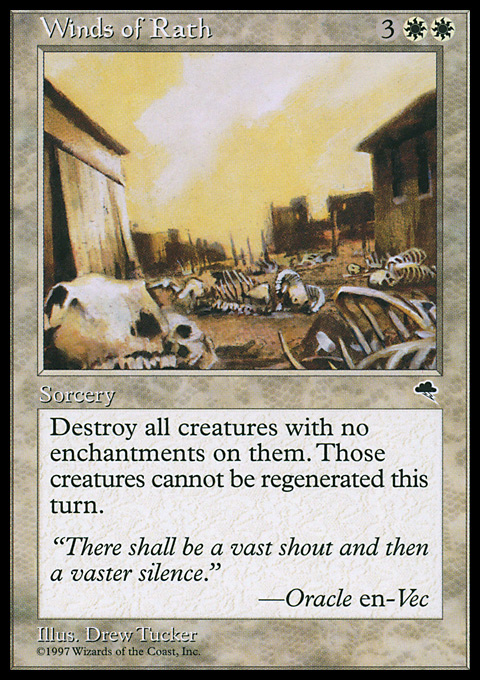 Winds of Rath 3
Sorcery
Destroy all creatures with no
enchantments on them. Those
creatures cannot be regenerated this
turn.
“There shall be a vast shout and then
a vaster silence.”
—Oracle en-Vec
Illus. Drew Tucker
©1997 Wizards of the Coast, Inc.